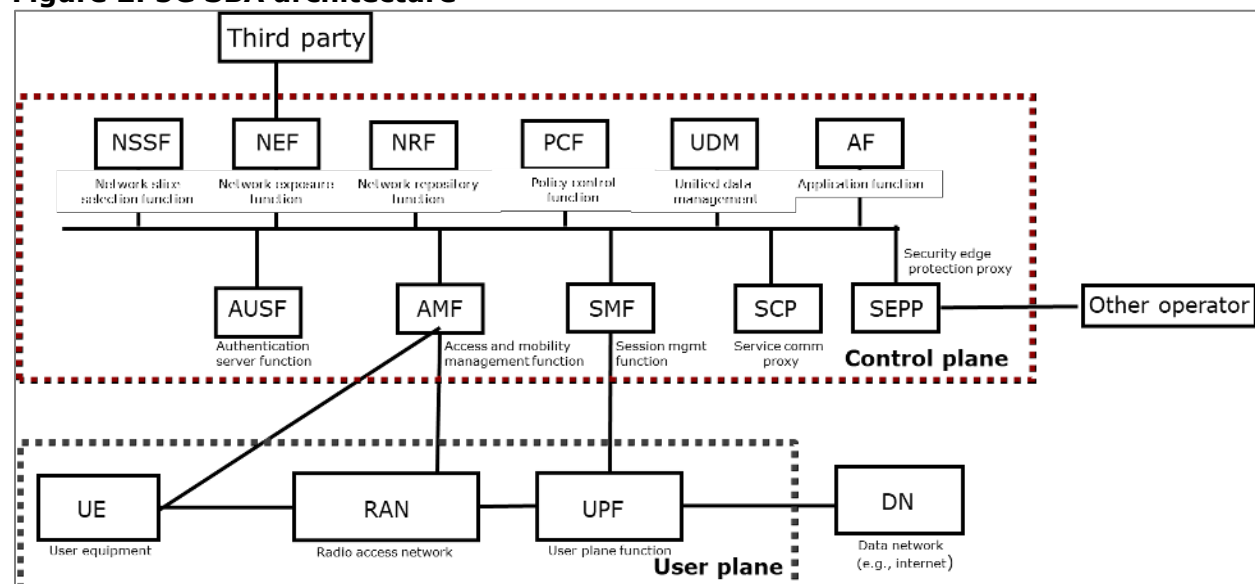 Figure 2: 5G SBA architecture
Third party
NSSF
NEF
NRF
PCF
UDM
AF
Network slice
selection function
Network exposure
function
Network repository
function
Policy control
function
Unified data
management
Application function
Security edge
protection proxy
AUSF
AMF
SMF
SCP
SEPP
Other operator
Authentication
server function
Access and mobility
management function
Session mgmt
function
Service comm
proxy
Control plane
UE
RAN
UPF
DN
User equipment
Radio access network
User plane function
Data network
(e.g., internet)
User plane